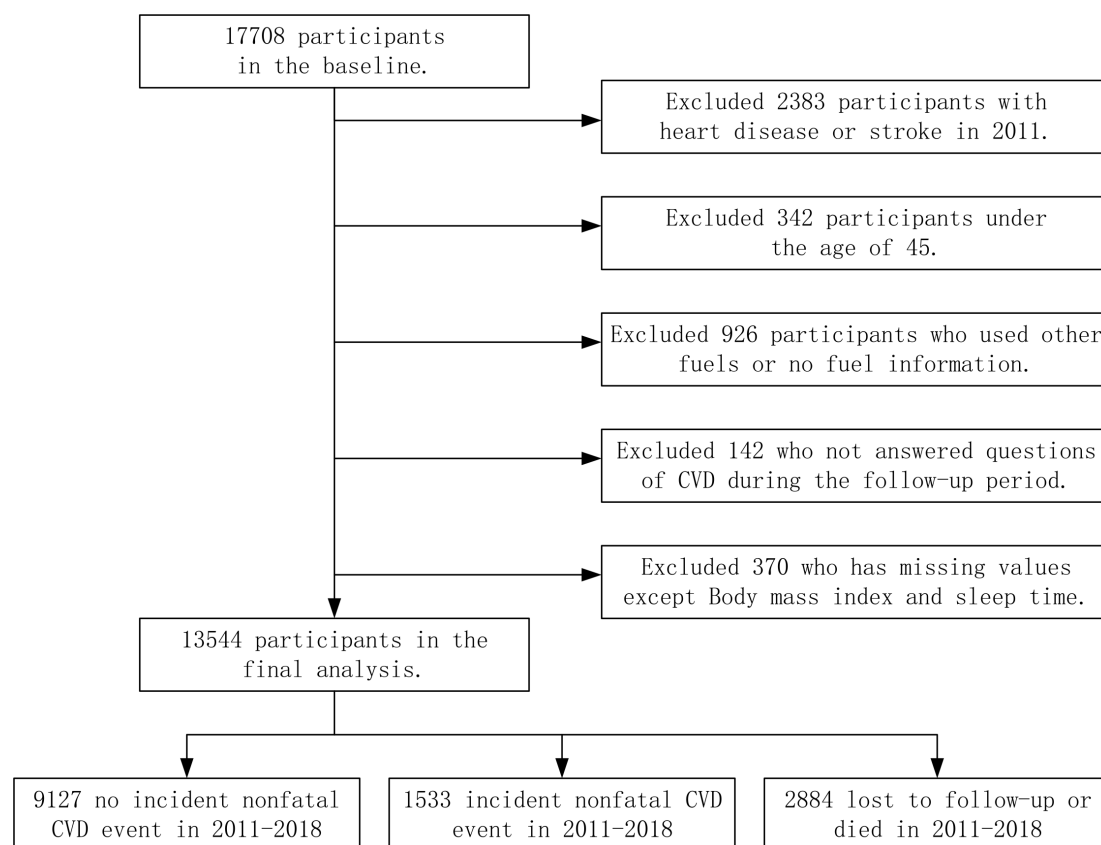 17708 participants
in the baseline.
Excluded 2383 participants with
heart disease or stroke in 2011.
Excluded 342 participants under
the age of 45.
Excluded 926 participants who used other
fuels or no fuel information.
Excluded 142 who not answered questions
of CVD during the follow-up period.
Excluded 370 who has missing values
except Body mass index and sleep time.
13544 participants in the
final analysis.
9127 no incident nonfatal
CVD event in 2011-2018
1533 incident nonfatal CVD
event in 2011-2018
2884 lost to follow-up or
died in 2011-2018